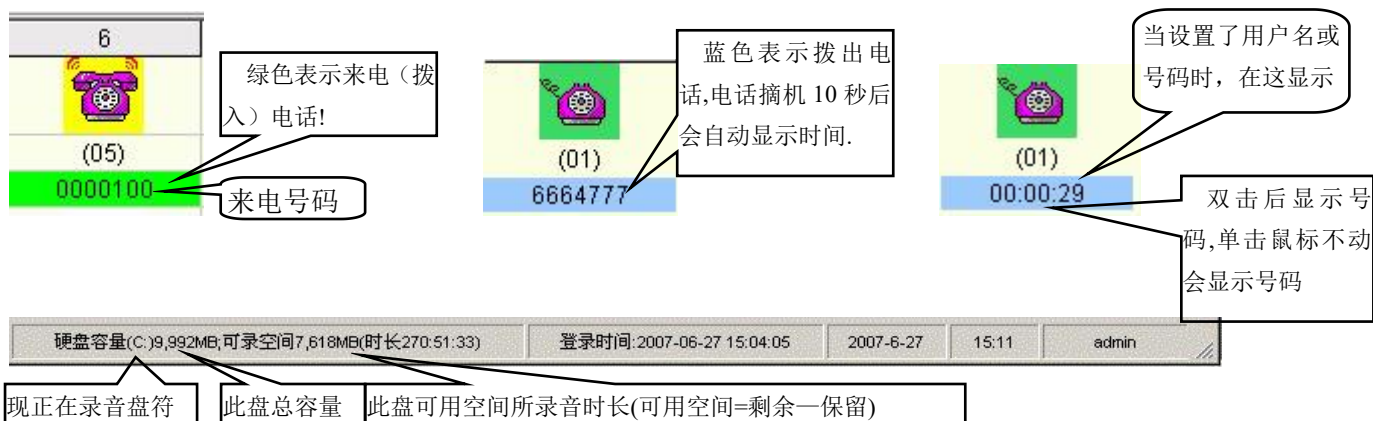 6
(05)
0000100
绿色表示来电（拨
入）电话!
来电号码
(01)
6664777
蓝色表示拨出电
话,电话摘机 10 秒后
会自动显示时间.
(01)
00:00:29
当设置了用户名或
号码时，在这显示
双击后显示号
码,单击鼠标不动
会显示号码
硬盘容量(C:)9,992MB;可录空间7,618MB(时长270:51:33)
登录时间:2007-06-27 15:04:05
2007-6-27
15:11
admin
现正在录音盘符
此盘总容量
此盘可用空间所录音时长(可用空间=剩余—保留)